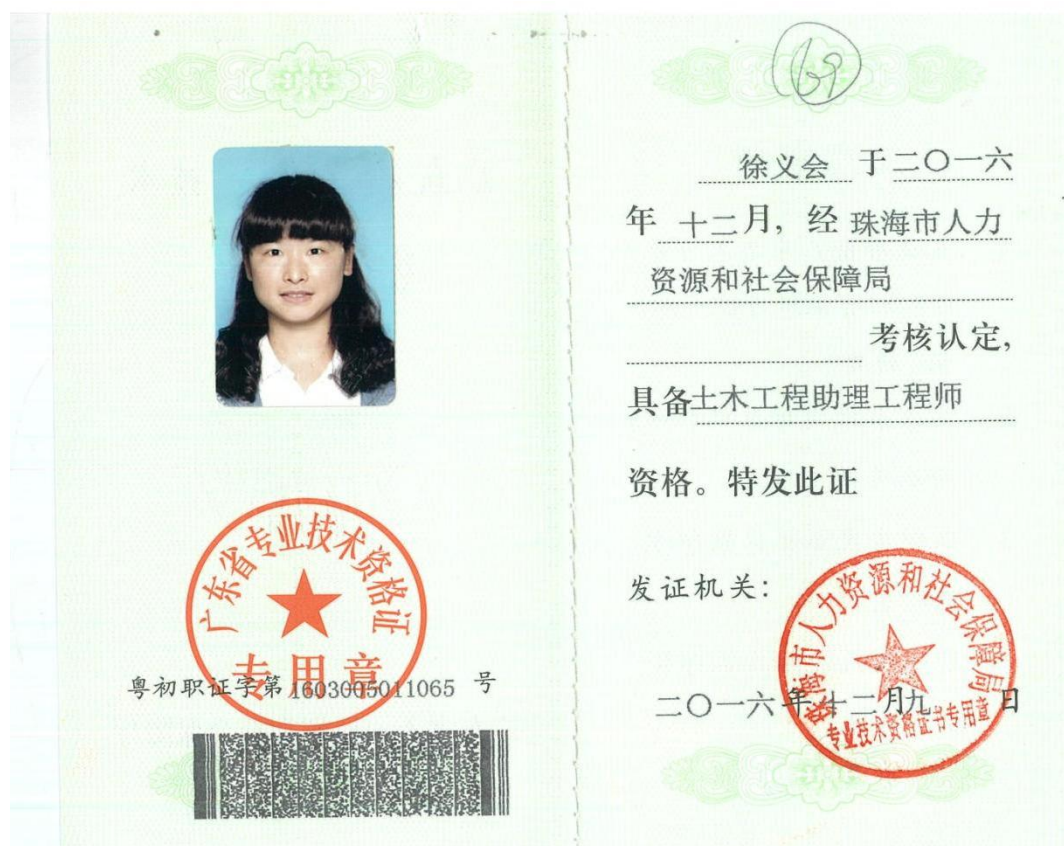 广东省专业技术资格证
专用章
粤初职证字第 1603005011065 号
69
徐义会 于二〇一六
年 十二月，经 珠海市人力
资源和社会保障局
考核认定，
具备土木工程助理工程师
资格。特发此证
发证机关：
珠海市人力资源和社会保障局
专业技术资格证书专用章
二〇一六年十二月九日